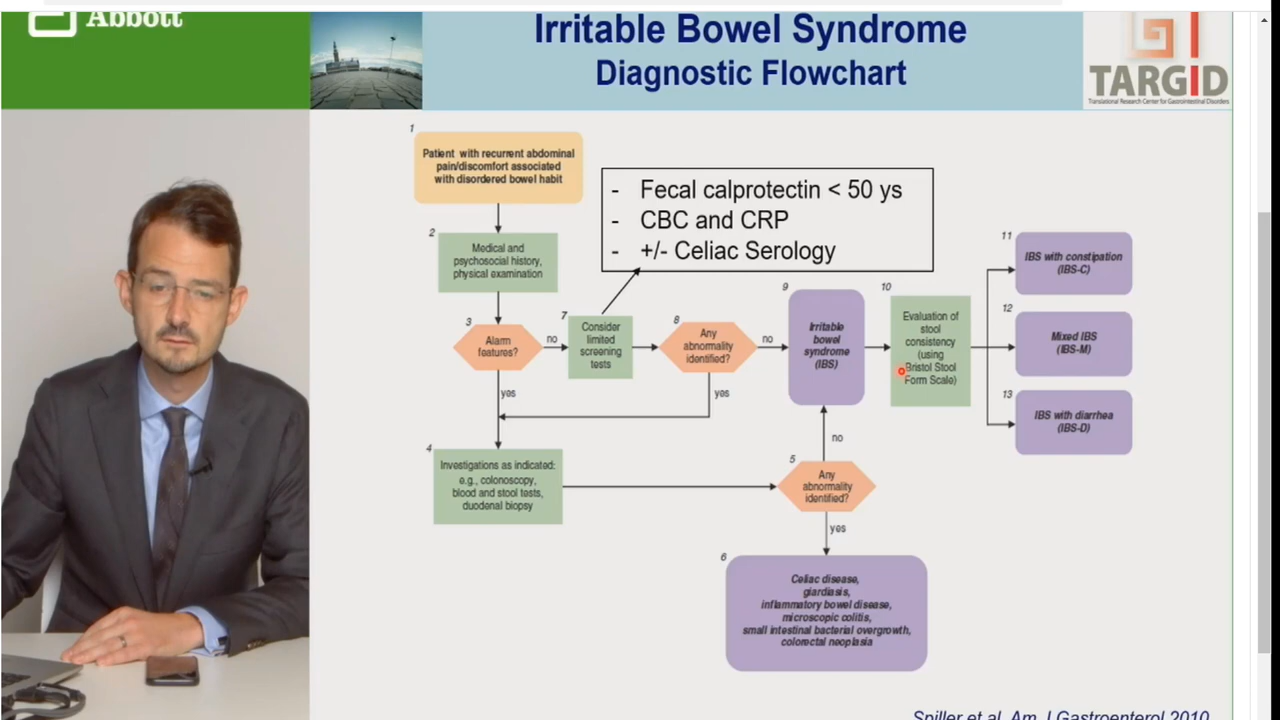 Abbott
Irritable Bowel Syndrome
Diagnostic Flowchart
TARGID
Translational Research Center for Gastrointestinal Disorders
1
Patient with recurrent abdominal
pain/discomfort associated
with disordered bowel habit
- Fecal calprotectin < 50 ys
- CBC and CRP
- +/- Celiac Serology
2
Medical and
psychosocial history,
physical examination
3
Alarm
features?
no
yes
7
Consider
limited
screening
tests
8
Any
abnormality
identified?
no
yes
9
Irritable
bowel
syndrome
(IBS)
10
Evaluation of
stool
consistency
(using
Bristol Stool
Form Scale)
11
IBS with constipation
(IBS-C)
12
Mixed IBS
(IBS-M)
13
IBS with diarrhea
(IBS-D)
4
Investigations as indicated:
e.g., colonoscopy,
blood and stool tests,
duodenal biopsy
5
Any
abnormality
identified?
no
yes
6
Celiac disease,
giardiasis,
inflammatory bowel disease,
microscopic colitis,
small intestinal bacterial overgrowth,
colorectal neoplasia
Spiller et al, Am J Gastroenterol 2010